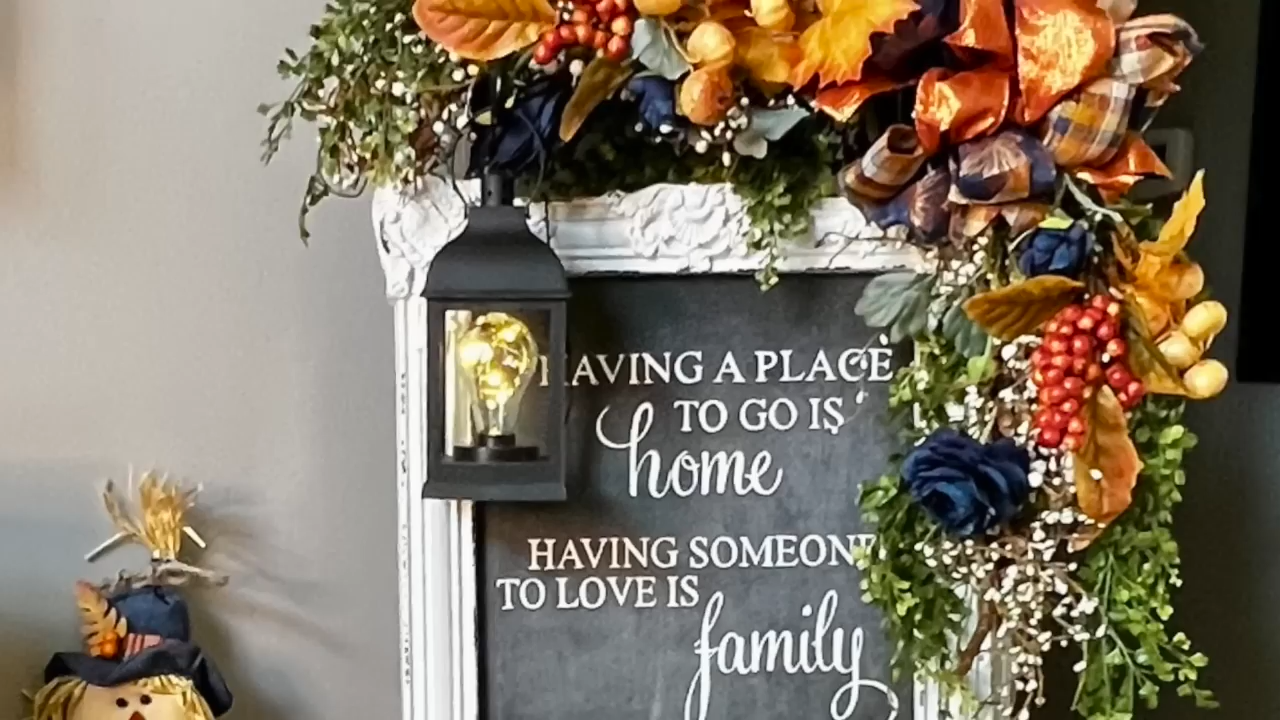 HAVING A PLACE
TO GO IS
home
HAVING SOMEONE
TO LOVE IS
family